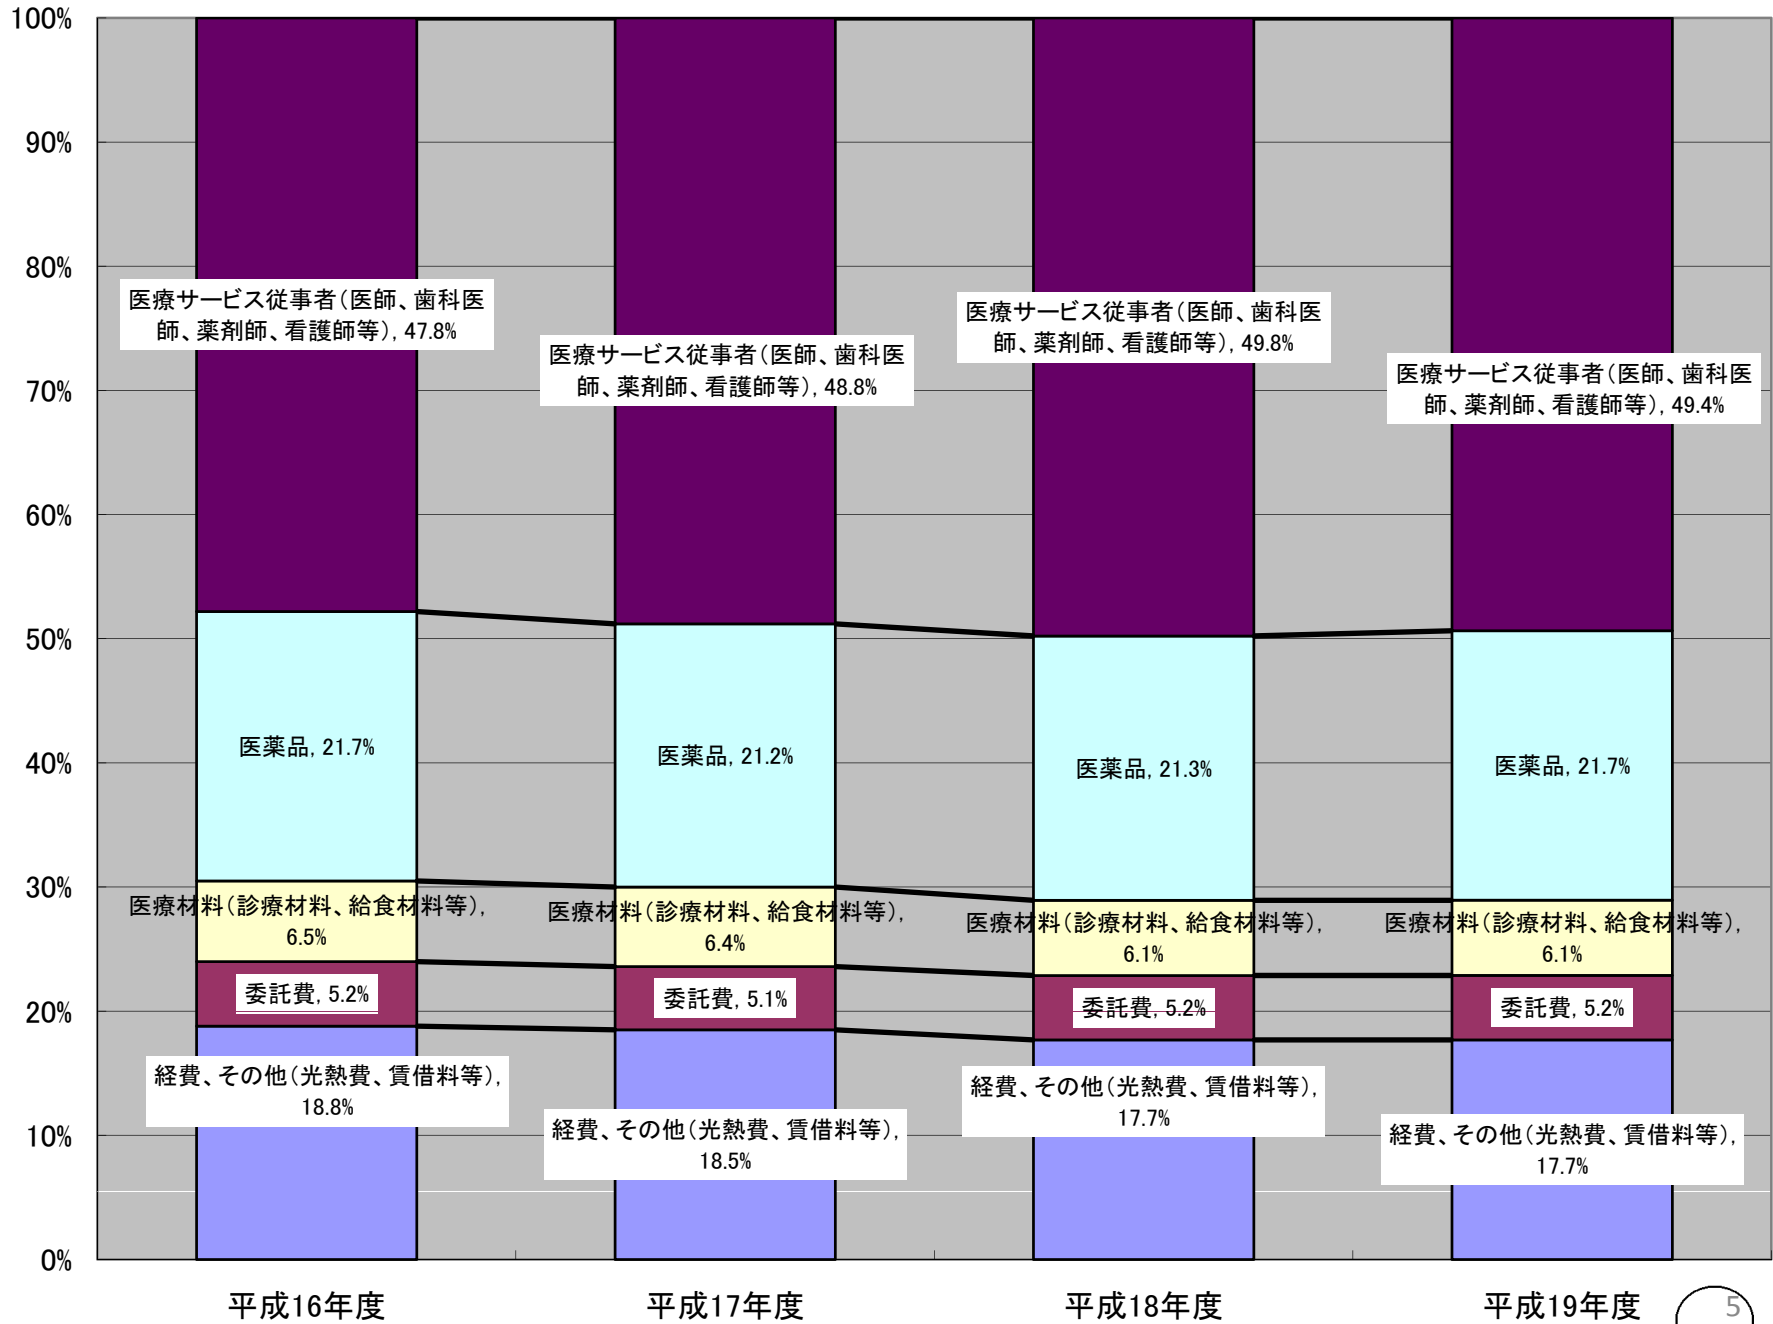 100%
90%
80%
70%
60%
50%
40%
30%
20%
10%
0%
医療サービス従事者(医師、歯科医
師、薬剤師、看護師等), 47.8%
医薬品, 21.7%
医療材料(診療材料、給食材料等),
6.5%
委託費, 5.2%
経費、その他(光熱費、賃借料等),
18.8%
医療サービス従事者(医師、歯科医
師、薬剤師、看護師等), 48.8%
医薬品, 21.2%
医療材料(診療材料、給食材料等),
6.4%
委託費, 5.1%
経費、その他(光熱費、賃借料等),
18.5%
医療サービス従事者(医師、歯科医
師、薬剤師、看護師等), 49.8%
医薬品, 21.3%
医療材料(診療材料、給食材料等),
6.1%
委託費, 5.2%
経費、その他(光熱費、賃借料等),
17.7%
医療サービス従事者(医師、歯科医
師、薬剤師、看護師等), 49.4%
医薬品, 21.7%
医療材料(診療材料、給食材料等),
6.1%
委託費, 5.2%
経費、その他(光熱費、賃借料等),
17.7%
平成16年度
平成17年度
平成18年度
平成19年度
5